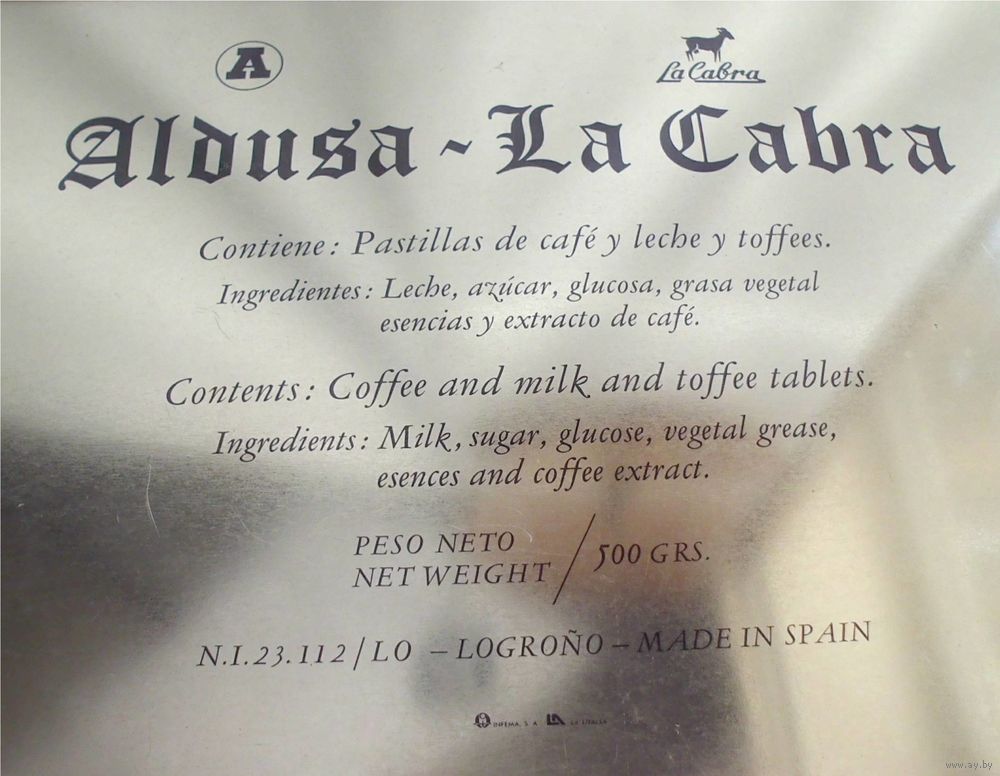 A
La Cabra
Aldusa - La Cabra
Contiene: Pastillas de café y leche y toffees.
Ingredientes: Leche, azúcar, glucosa, grasa vegetal
esencias y extracto de café.
Contents: Coffee and milk and toffee tablets.
Ingredients: Milk, sugar, glucose, vegetal grease,
esences and coffee extract.
PESO NETO
NET WEIGHT / 500 GRS.
N.I.23.112/LO – LOGROÑO – MADE IN SPAIN
INFEMA, S. A. LA
www.ay.by